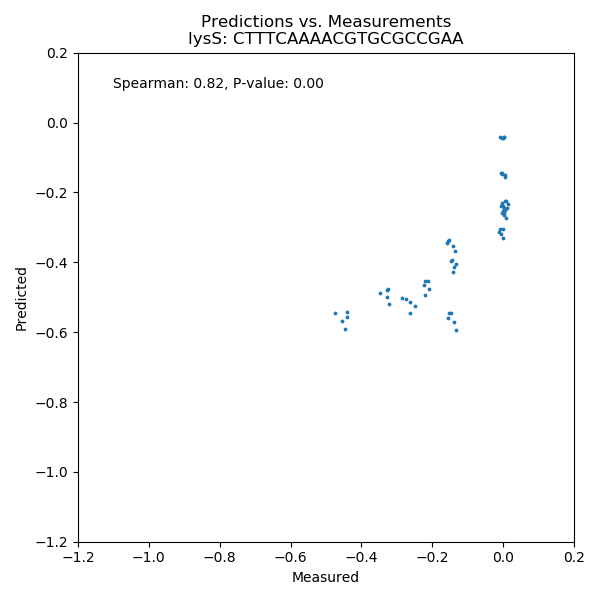 Predictions vs. Measurements
lysS: CTTTCAAAACGTGCGCCGAA
Spearman: 0.82, P-value: 0.00
0.2
0.0
−0.2
−0.4
−0.6
−0.8
−1.0
−1.2
Predicted
−1.2 −1.0 −0.8 −0.6 −0.4 −0.2 0.0 0.2
Measured